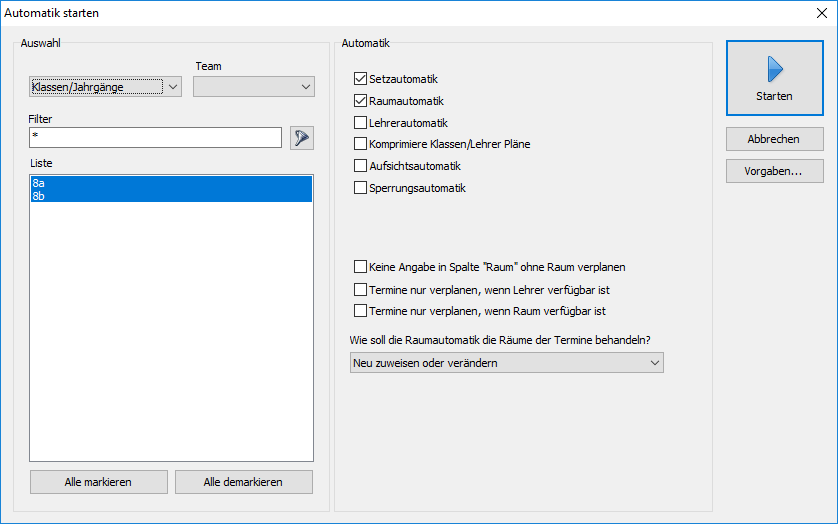 Automatik starten
Auswahl
Team
Klassen/Jahrgänge
Filter
*
Liste
8a
8b
Alle markieren
Alle demarkieren
Automatik
Setzautomatik
Raumautomatik
Lehrerautomatik
Komprimiere Klassen/Lehrer Pläne
Aufsichtsautomatik
Sperrungsautomatik
Keine Angabe in Spalte "Raum" ohne Raum verplanen
Termine nur verplanen, wenn Lehrer verfügbar ist
Termine nur verplanen, wenn Raum verfügbar ist
Wie soll die Raumautomatik die Räume der Termine behandeln?
Neu zuweisen oder verändern
Starten
Abbrechen
Vorgaben...